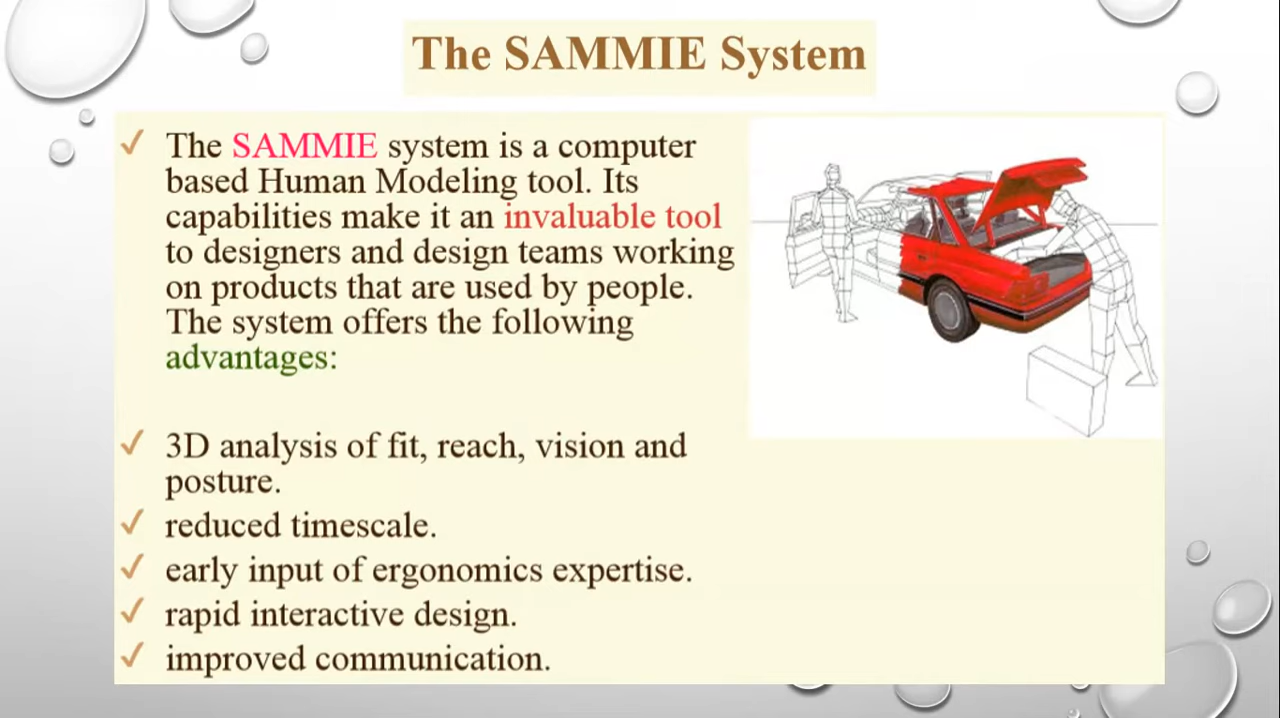 The SAMMIE System
The SAMMIE system is a computer
based Human Modeling tool. Its
capabilities make it an invaluable tool
to designers and design teams working
on products that are used by people.
The system offers the following
advantages:
3D analysis of fit, reach, vision and
posture.
reduced timescale.
early input of ergonomics expertise.
rapid interactive design.
improved communication.